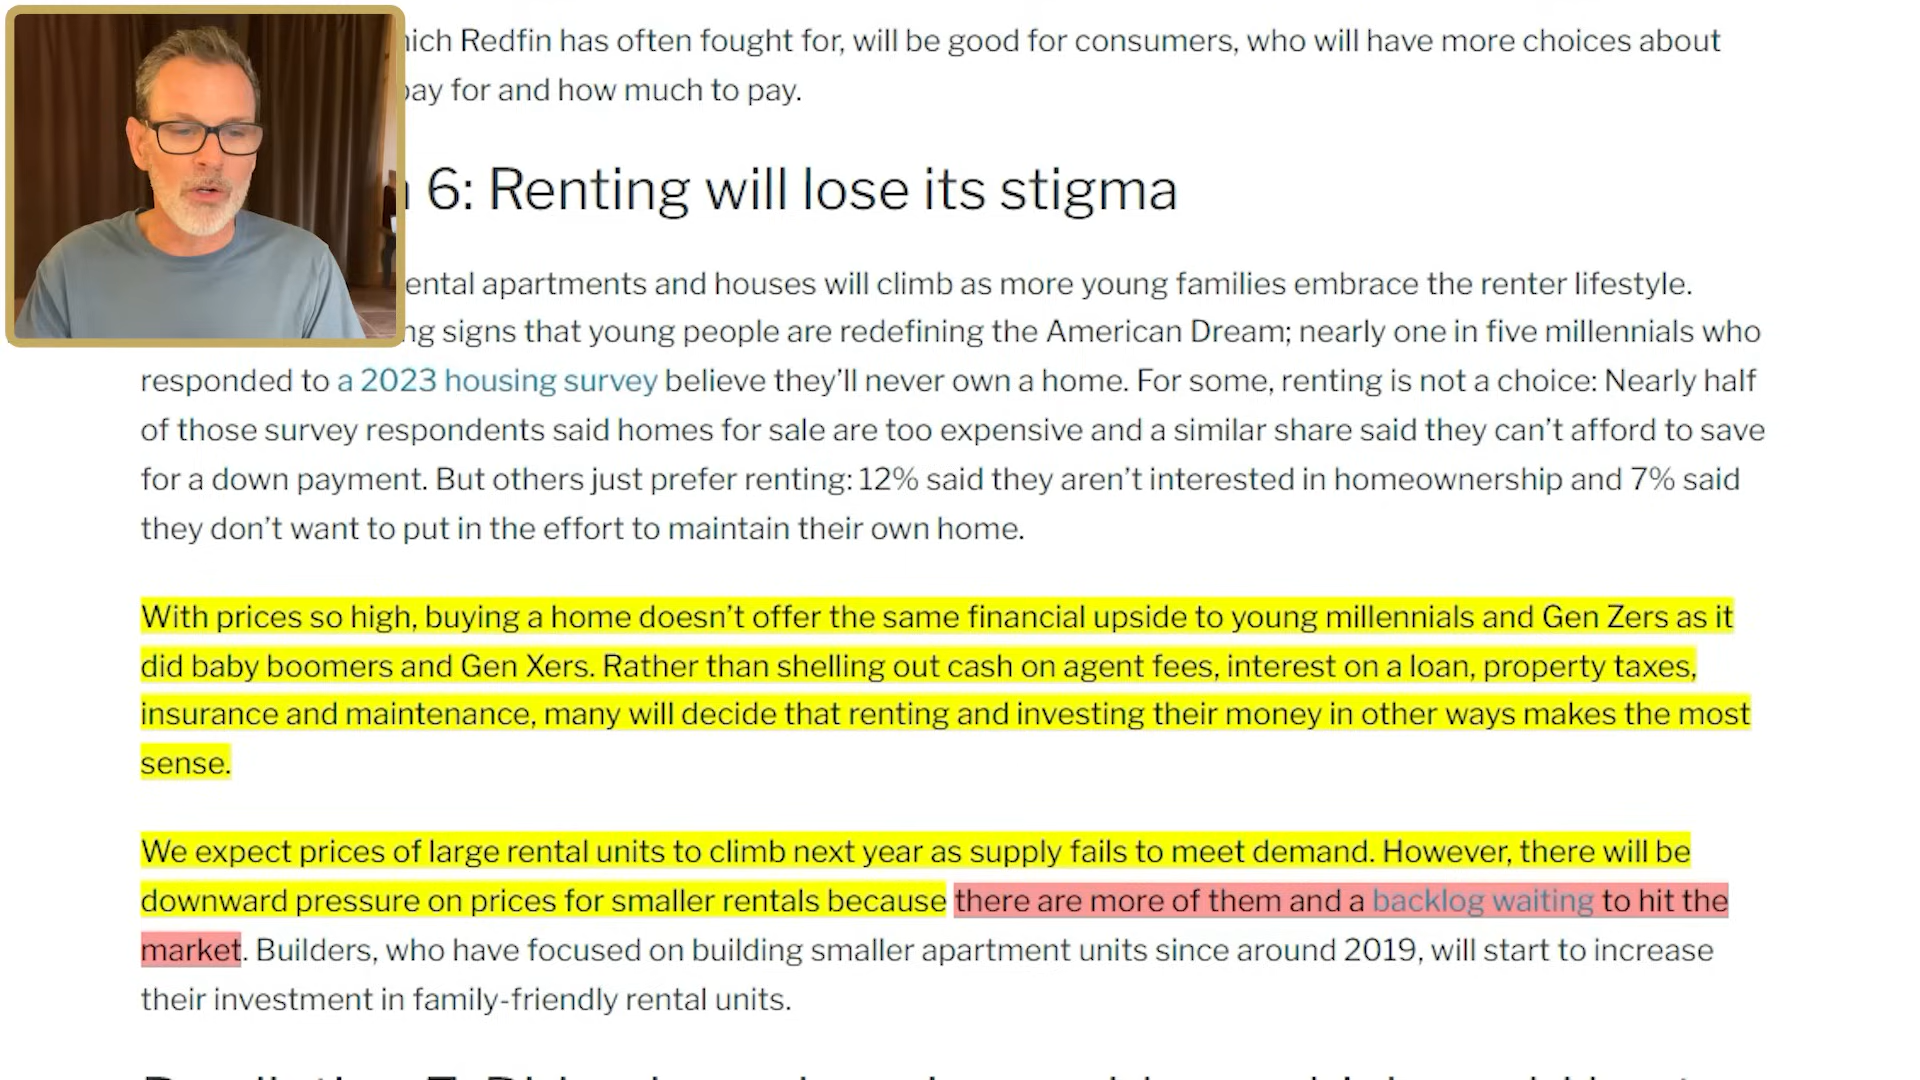 Redfin has often fought for, will be good for consumers, who will have more choices about
for and how much to pay.
6: Renting will lose its stigma
apartments and houses will climb as more young families embrace the renter lifestyle.
signs that young people are redefining the American Dream; nearly one in five millennials who
responded to a 2023 housing survey believe they’ll never own a home. For some, renting is not a choice: Nearly half
of those survey respondents said homes for sale are too expensive and a similar share said they can’t afford to save
for a down payment. But others just prefer renting: 12% said they aren’t interested in homeownership and 7% said
they don’t want to put in the effort to maintain their own home.
With prices so high, buying a home doesn’t offer the same financial upside to young millennials and Gen Zers as it
did baby boomers and Gen Xers. Rather than shelling out cash on agent fees, interest on a loan, property taxes,
insurance and maintenance, many will decide that renting and investing their money in other ways makes the most
sense.
We expect prices of large rental units to climb next year as supply fails to meet demand. However, there will be
downward pressure on prices for smaller rentals because there are more of them and a backlog waiting to hit the
market. Builders, who have focused on building smaller apartment units since around 2019, will start to increase
their investment in family-friendly rental units.